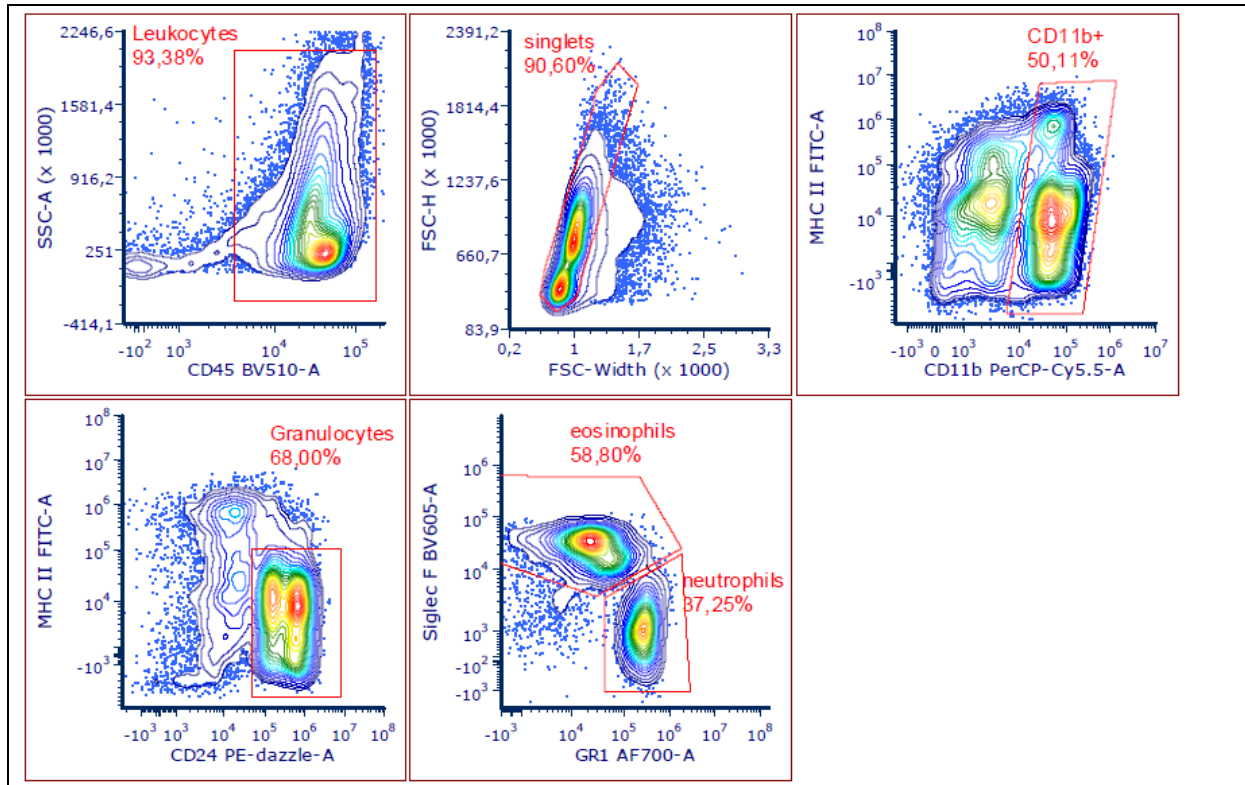 Leukocytes
93,38%
2246,6
1581,4
916,2
251
-414,1
SSC-A (x 1000)
-10² 10³ 10⁴ 10⁵
CD45 BV510-A
singlets
90,60%
2391,2
1814,4
1237,6
660,7
83,9
FSC-H (x 1000)
0,2 1 1,7 2,5 3,3
FSC-Width (x 1000)
CD11b+
50,11%
10⁸
10⁷
10⁶
10⁵
10⁴
-10³
MHC II FITC-A
-10³ 0 10³ 10⁴ 10⁵ 10⁶ 10⁷
CD11b PerCP-Cy5.5-A
Granulocytes
68,00%
10⁸
10⁷
10⁶
10⁵
10⁴
-10³
MHC II FITC-A
-10³ 10³ 10⁴ 10⁵ 10⁶ 10⁷ 10⁸
CD24 PE-dazzle-A
eosinophils
58,80%
neutrophils
37,25%
10⁶
10⁵
10⁴
10³
-10²
-10³
Siglec F BV605-A
-10³ 10⁴ 10⁵ 10⁶ 10⁷ 10⁸
GR1 AF700-A